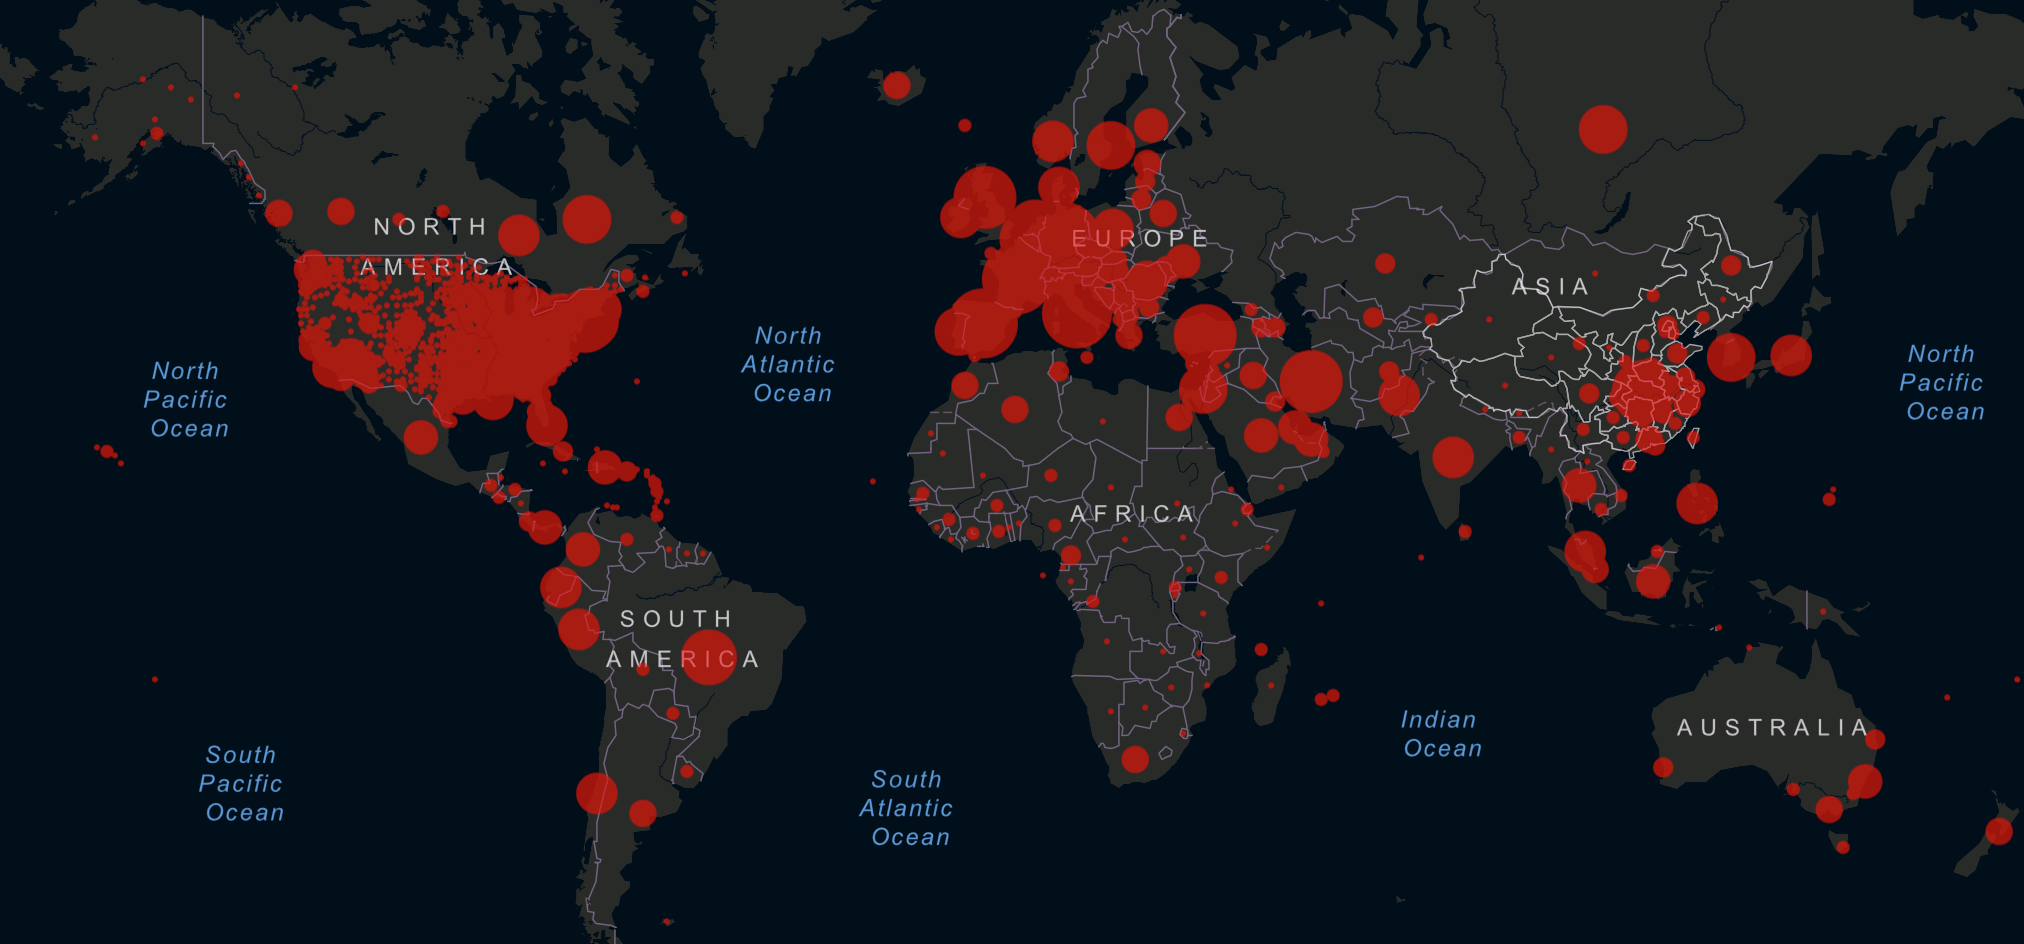 NORTH
AMERICA
EUROPE
ASIA
North
Atlantic
Ocean
North
Pacific
Ocean
North
Pacific
Ocean
AFRICA
SOUTH
AMERICA
Indian
Ocean
AUSTRALIA
South
Pacific
Ocean
South
Atlantic
Ocean